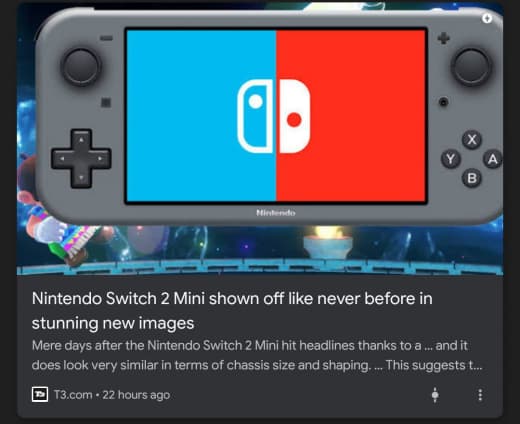 X
Y
A
B
Nintendo
Nintendo Switch 2 Mini shown off like never before in
stunning new images
Mere days after the Nintendo Switch 2 Mini hit headlines thanks to a ... and it
does look very similar in terms of chassis size and shaping. ... This suggests t...
T3 T3.com • 22 hours ago